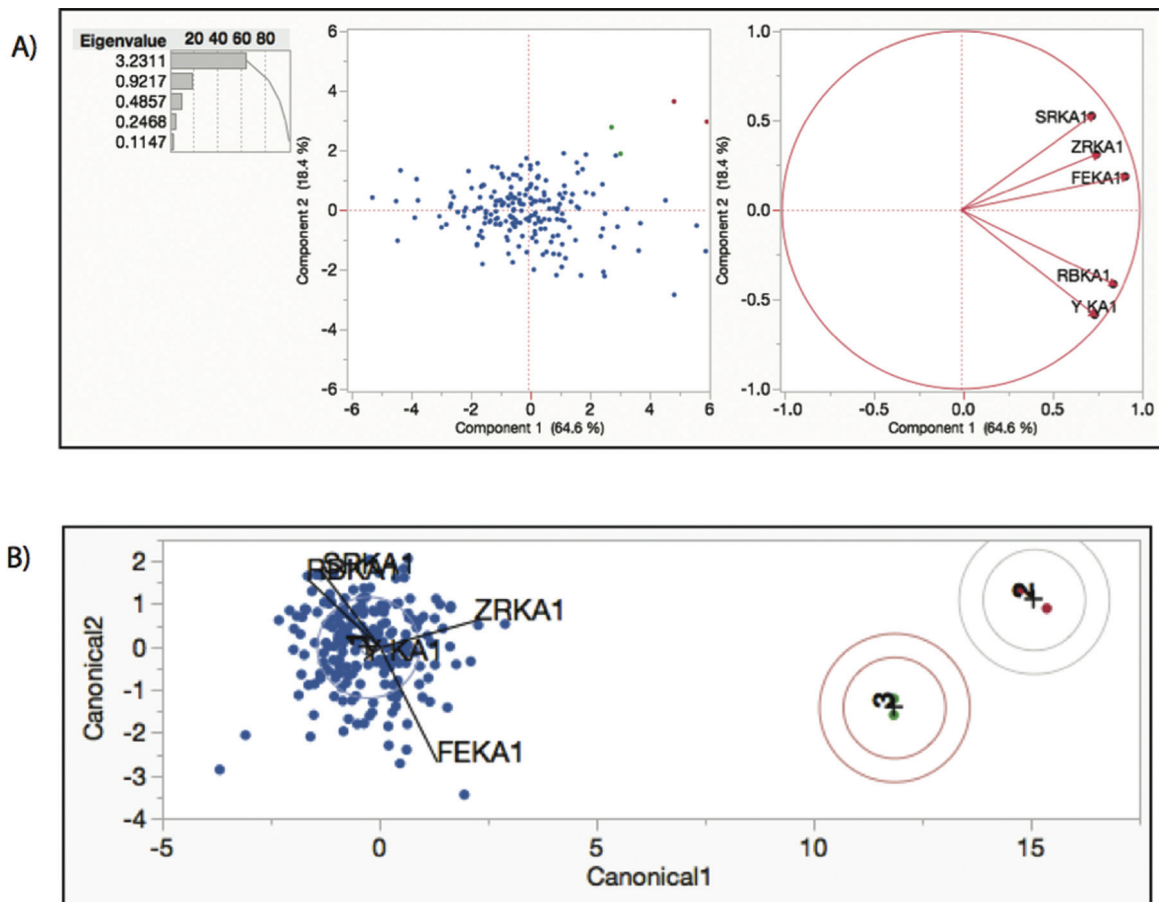 A)
Eigenvalue 20 40 60 80
3.2311
0.9217
0.4857
0.2468
0.1147
6
4
2
0
-2
-4
-6
Component 2 (18.4 %)
-6 -4 -2 0 2 4 6
Component 1 (64.6 %)
1.0
0.5
0.0
-0.5
-1.0
Component 2 (18.4 %)
SRKA1
ZRKA1
FEKA1
RBKA1
Y KA1
-1.0 -0.5 0.0 0.5 1.0
Component 1 (64.6 %)
B)
2
1
0
-1
-2
-3
-4
Canonical2
SRKA1
RBKA1
ZRKA1
1
Y KA1
FEKA1
2
3
-5 0 5 10 15
Canonical1